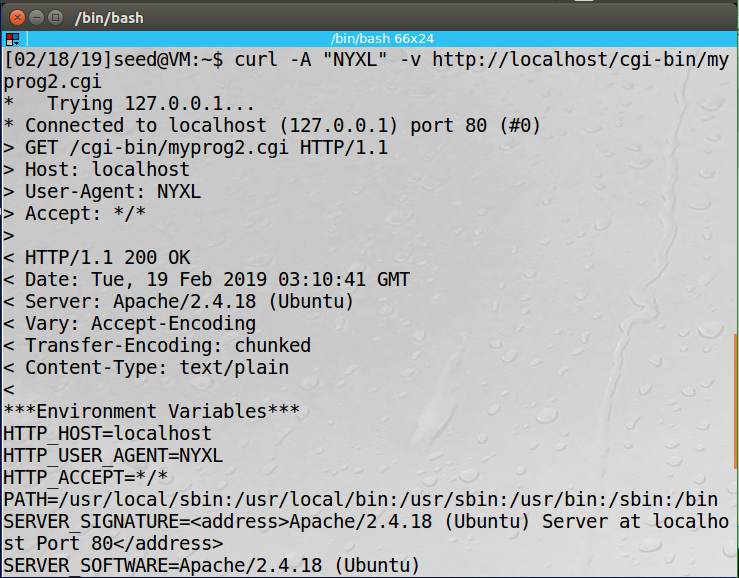 /bin/bash
/bin/bash 66x24
[02/18/19]seed@VM:~$ curl -A "NYXL" -v http://localhost/cgi-bin/my
prog2.cgi
*   Trying 127.0.0.1...
* Connected to localhost (127.0.0.1) port 80 (#0)
> GET /cgi-bin/myprog2.cgi HTTP/1.1
> Host: localhost
> User-Agent: NYXL
> Accept: */*
>
< HTTP/1.1 200 OK
< Date: Tue, 19 Feb 2019 03:10:41 GMT
< Server: Apache/2.4.18 (Ubuntu)
< Vary: Accept-Encoding
< Transfer-Encoding: chunked
< Content-Type: text/plain
<
***Environment Variables***
HTTP_HOST=localhost
HTTP_USER_AGENT=NYXL
HTTP_ACCEPT=*/*
PATH=/usr/local/sbin:/usr/local/bin:/usr/sbin:/usr/bin:/sbin:/bin
SERVER_SIGNATURE=<address>Apache/2.4.18 (Ubuntu) Server at localho
st Port 80</address>
SERVER_SOFTWARE=Apache/2.4.18 (Ubuntu)